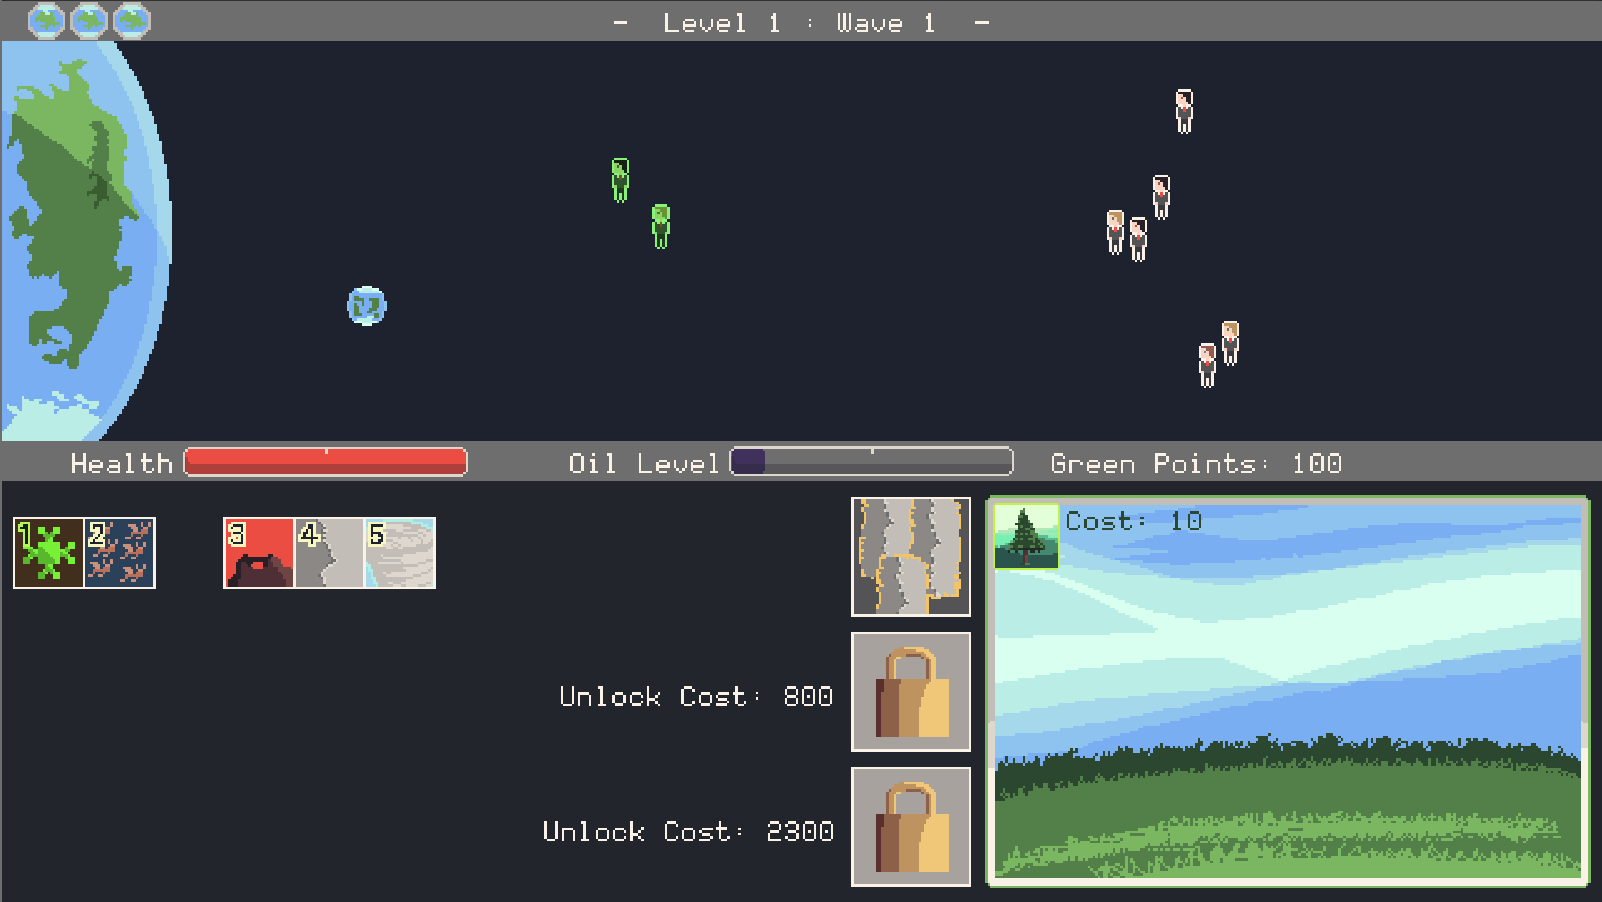 - Level 1 : Wave 1 -
Health Oil Level Green Points: 100
1 2 3 4 5
Cost: 10
Unlock Cost: 800
Unlock Cost: 2300